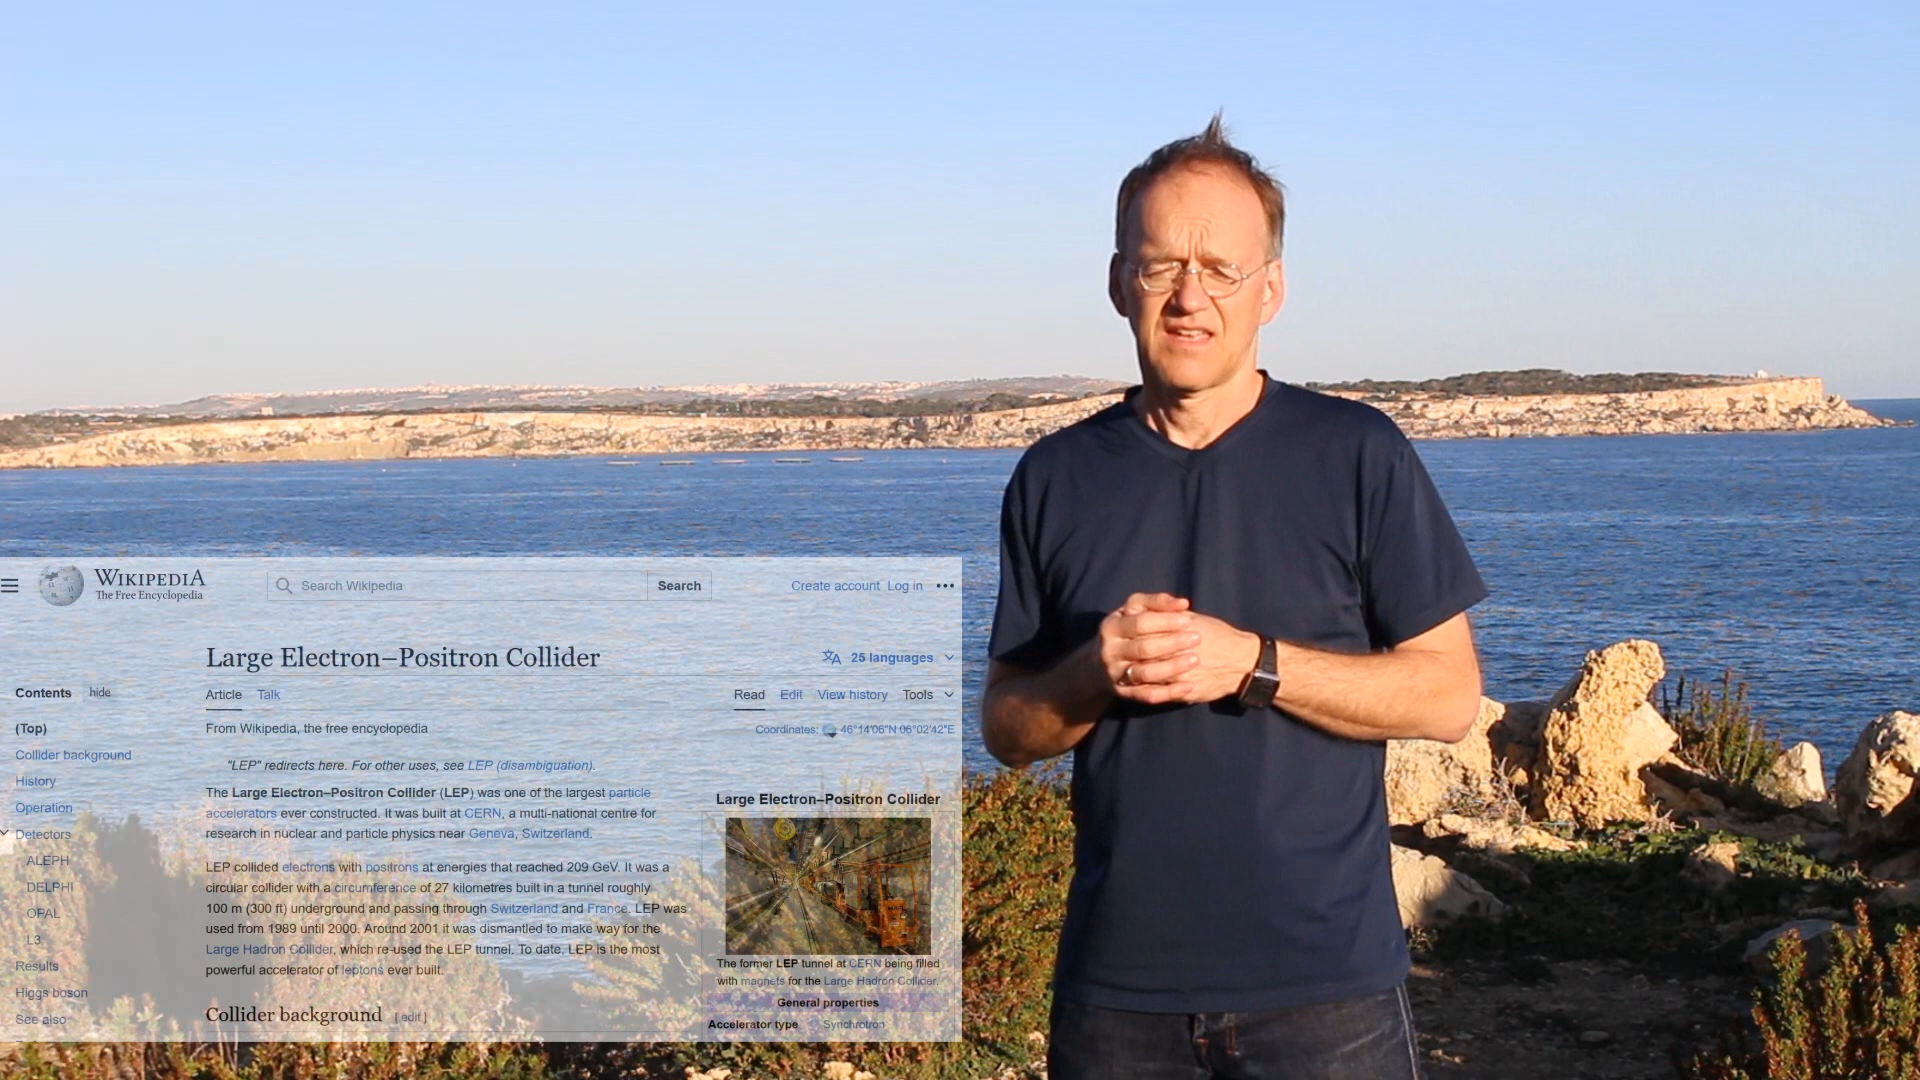 WIKIPEDIA
The Free Encyclopedia
Search Wikipedia
Search
Create account Log in
Large Electron–Positron Collider
25 languages
Contents hide
Article Talk
Read Edit View history Tools
(Top)
Collider background
History
Operation
Detectors
ALEPH
DELPHI
OPAL
L3
Results
Higgs boson
See also
From Wikipedia, the free encyclopedia
Coordinates: 46°14′06″N 06°02′42″E
"LEP" redirects here. For other uses, see LEP (disambiguation).
The Large Electron–Positron Collider (LEP) was one of the largest particle
accelerators ever constructed. It was built at CERN, a multi-national centre for
research in nuclear and particle physics near Geneva, Switzerland.
LEP collided electrons with positrons at energies that reached 209 GeV. It was a
circular collider with a circumference of 27 kilometres built in a tunnel roughly
100 m (300 ft) underground and passing through Switzerland and France. LEP was
used from 1989 until 2000. Around 2001 it was dismantled to make way for the
Large Hadron Collider, which re-used the LEP tunnel. To date, LEP is the most
powerful accelerator of leptons ever built.
Collider background [ edit ]
Large Electron–Positron Collider
The former LEP tunnel at CERN being filled
with magnets for the Large Hadron Collider.
General properties
Accelerator type Synchrotron